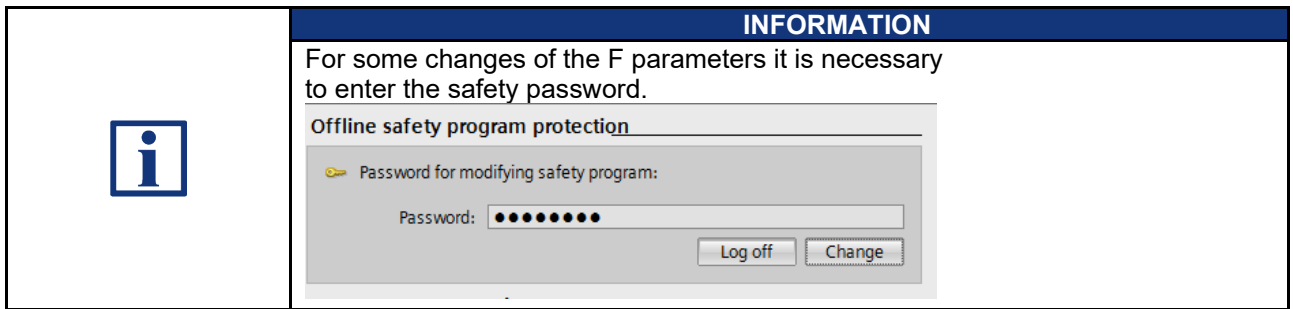 INFORMATION
For some changes of the F parameters it is necessary
to enter the safety password.
Offline safety program protection
Password for modifying safety program:
Password: ●●●●●●●●
Log off Change